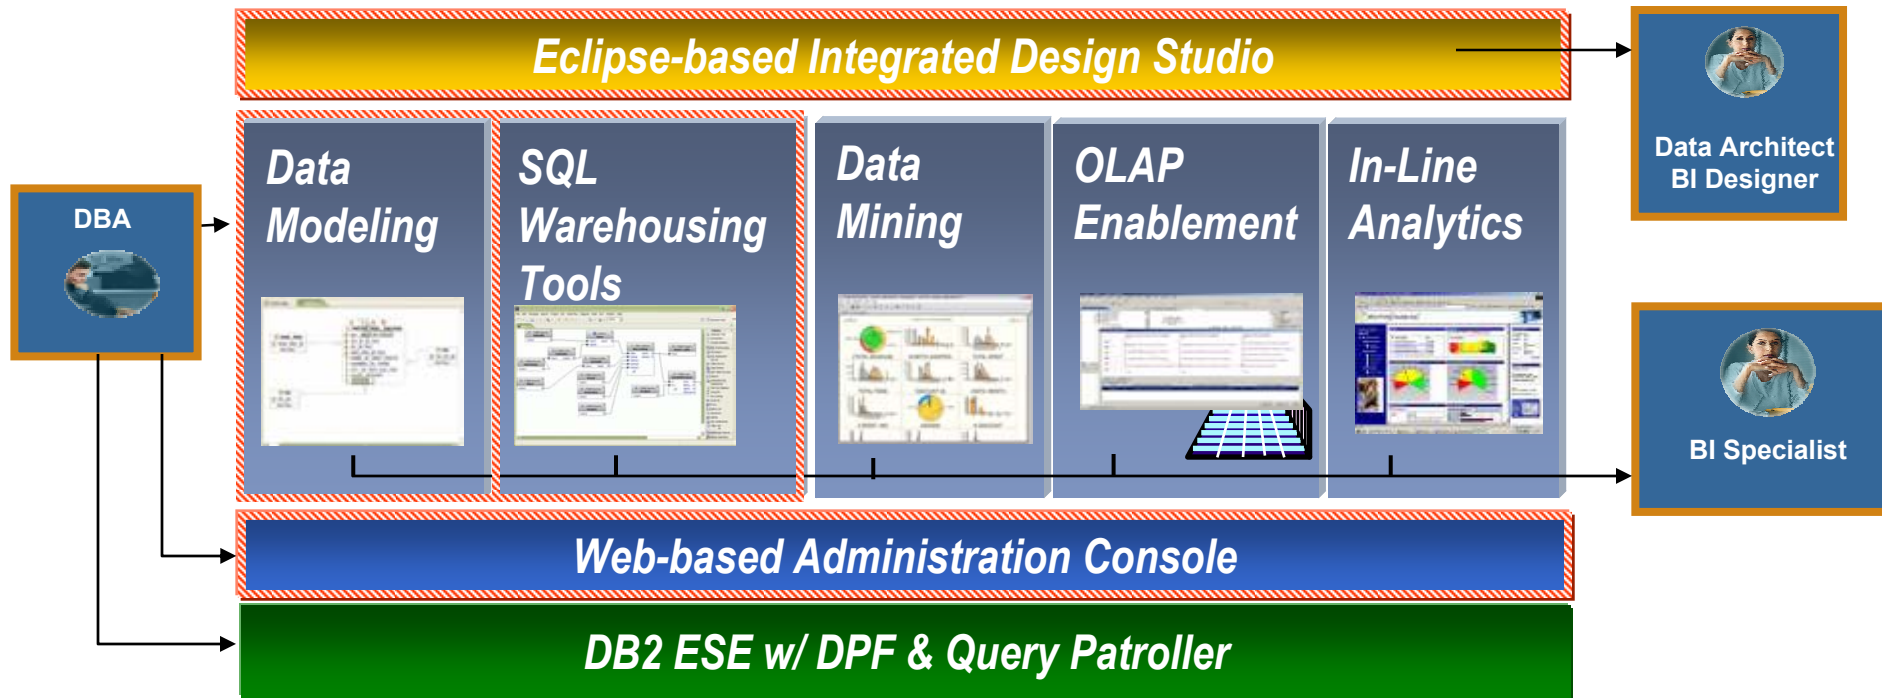 Eclipse-based Integrated Design Studio
Data Architect
BI Designer
DBA
Data
Modeling
SQL
Warehousing
Tools
Data
Mining
OLAP
Enablement
In-Line
Analytics
BI Specialist
Web-based Administration Console
DB2 ESE w/ DPF & Query Patroller